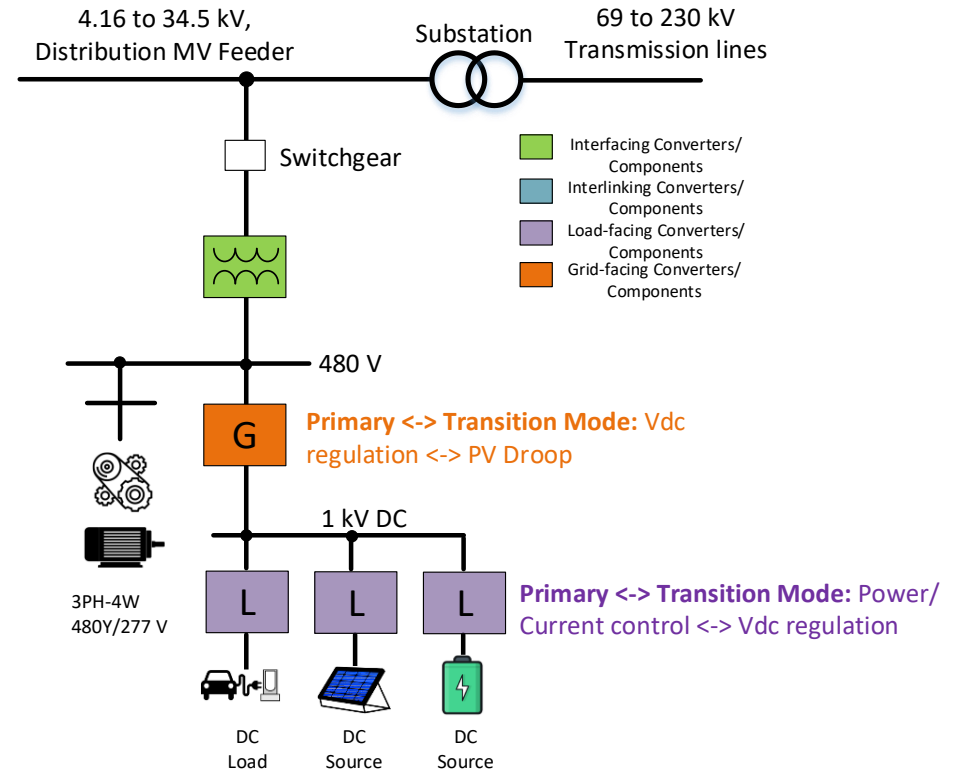 4.16 to 34.5 kV,
Distribution MV Feeder
Substation
69 to 230 kV
Transmission lines
Switchgear
Interfacing Converters/
Components
Interlinking Converters/
Components
Load-facing Converters/
Components
Grid-facing Converters/
Components
480 V
G
Primary <-> Transition Mode: Vdc
regulation <-> PV Droop
1 kV DC
3PH-4W
480Y/277 V
L
L
L
Primary <-> Transition Mode: Power/
Current control <-> Vdc regulation
DC
Load
DC
Source
DC
Source